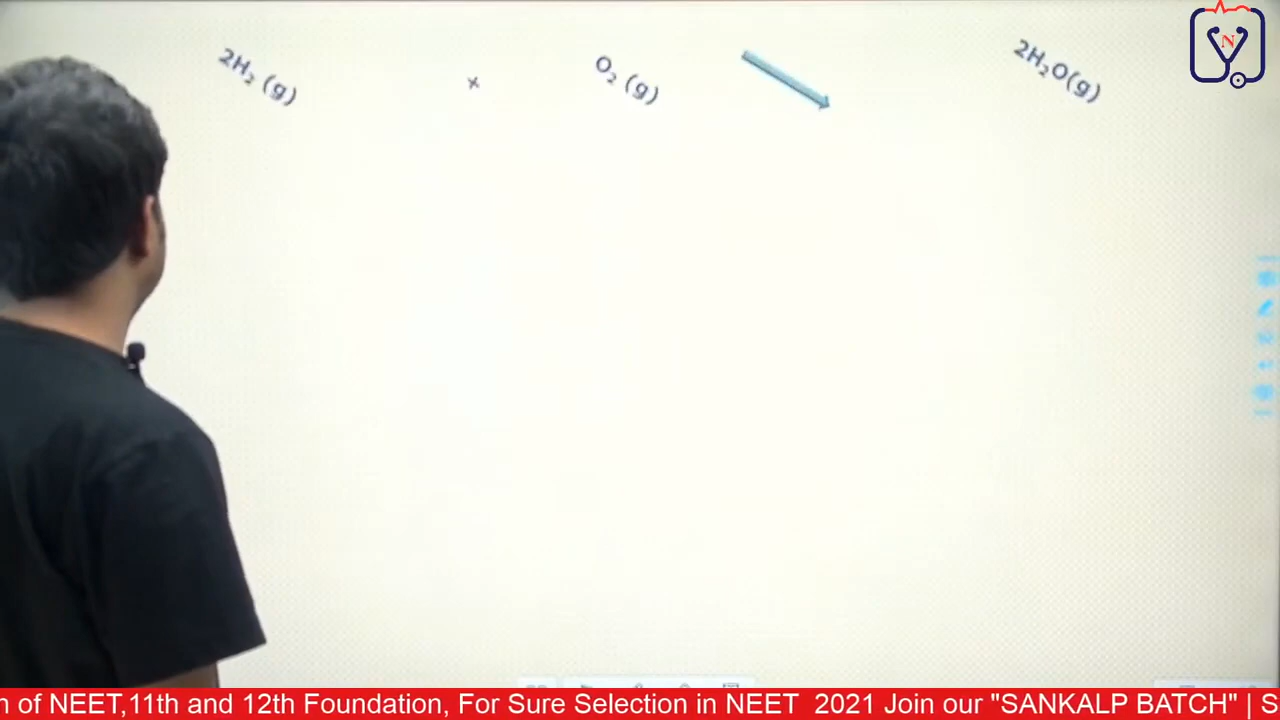 2H₂ (g) + O₂ (g) → 2H₂O(g)
N
n of NEET,11th and 12th Foundation, For Sure Selection in NEET 2021 Join our "SANKALP BATCH" | S